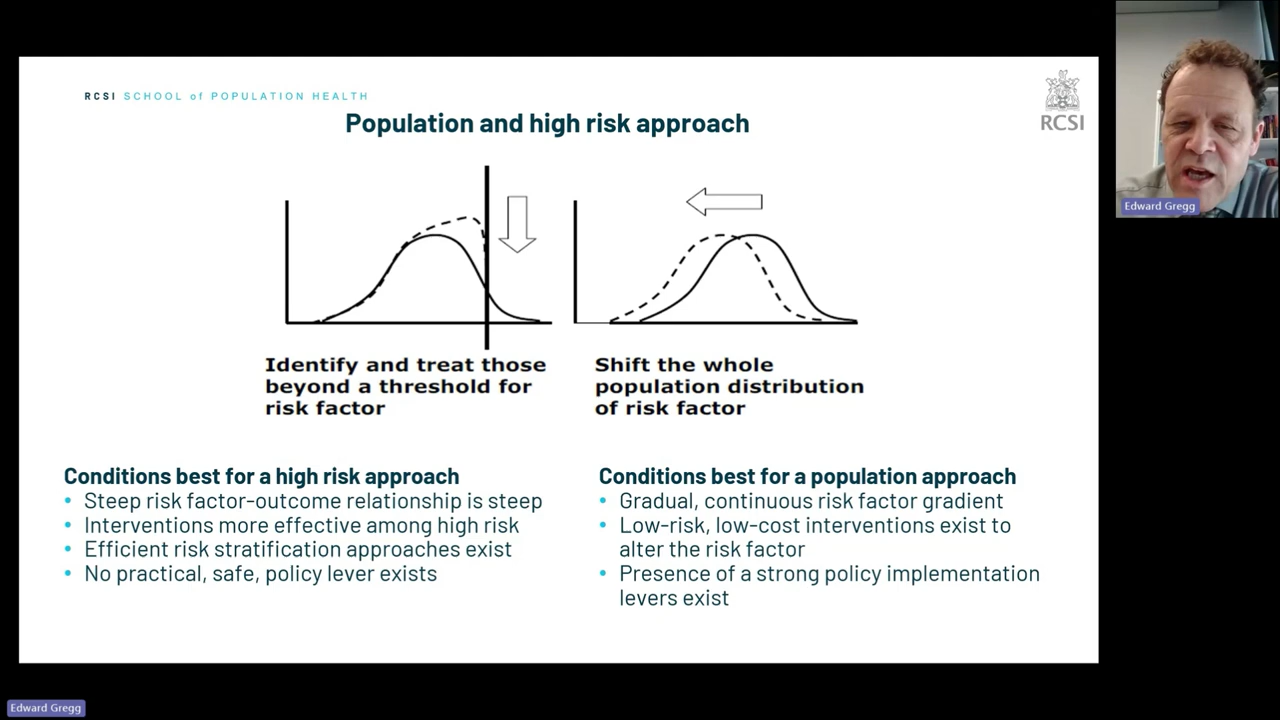 RCSI SCHOOL of POPULATION HEALTH
RCSI
Population and high risk approach
Identify and treat those
beyond a threshold for
risk factor
Shift the whole
population distribution
of risk factor
Conditions best for a high risk approach
• Steep risk factor-outcome relationship is steep
• Interventions more effective among high risk
• Efficient risk stratification approaches exist
• No practical, safe, policy lever exists
Conditions best for a population approach
• Gradual, continuous risk factor gradient
• Low-risk, low-cost interventions exist to
alter the risk factor
• Presence of a strong policy implementation
levers exist
Edward Gregg
Edward Gregg